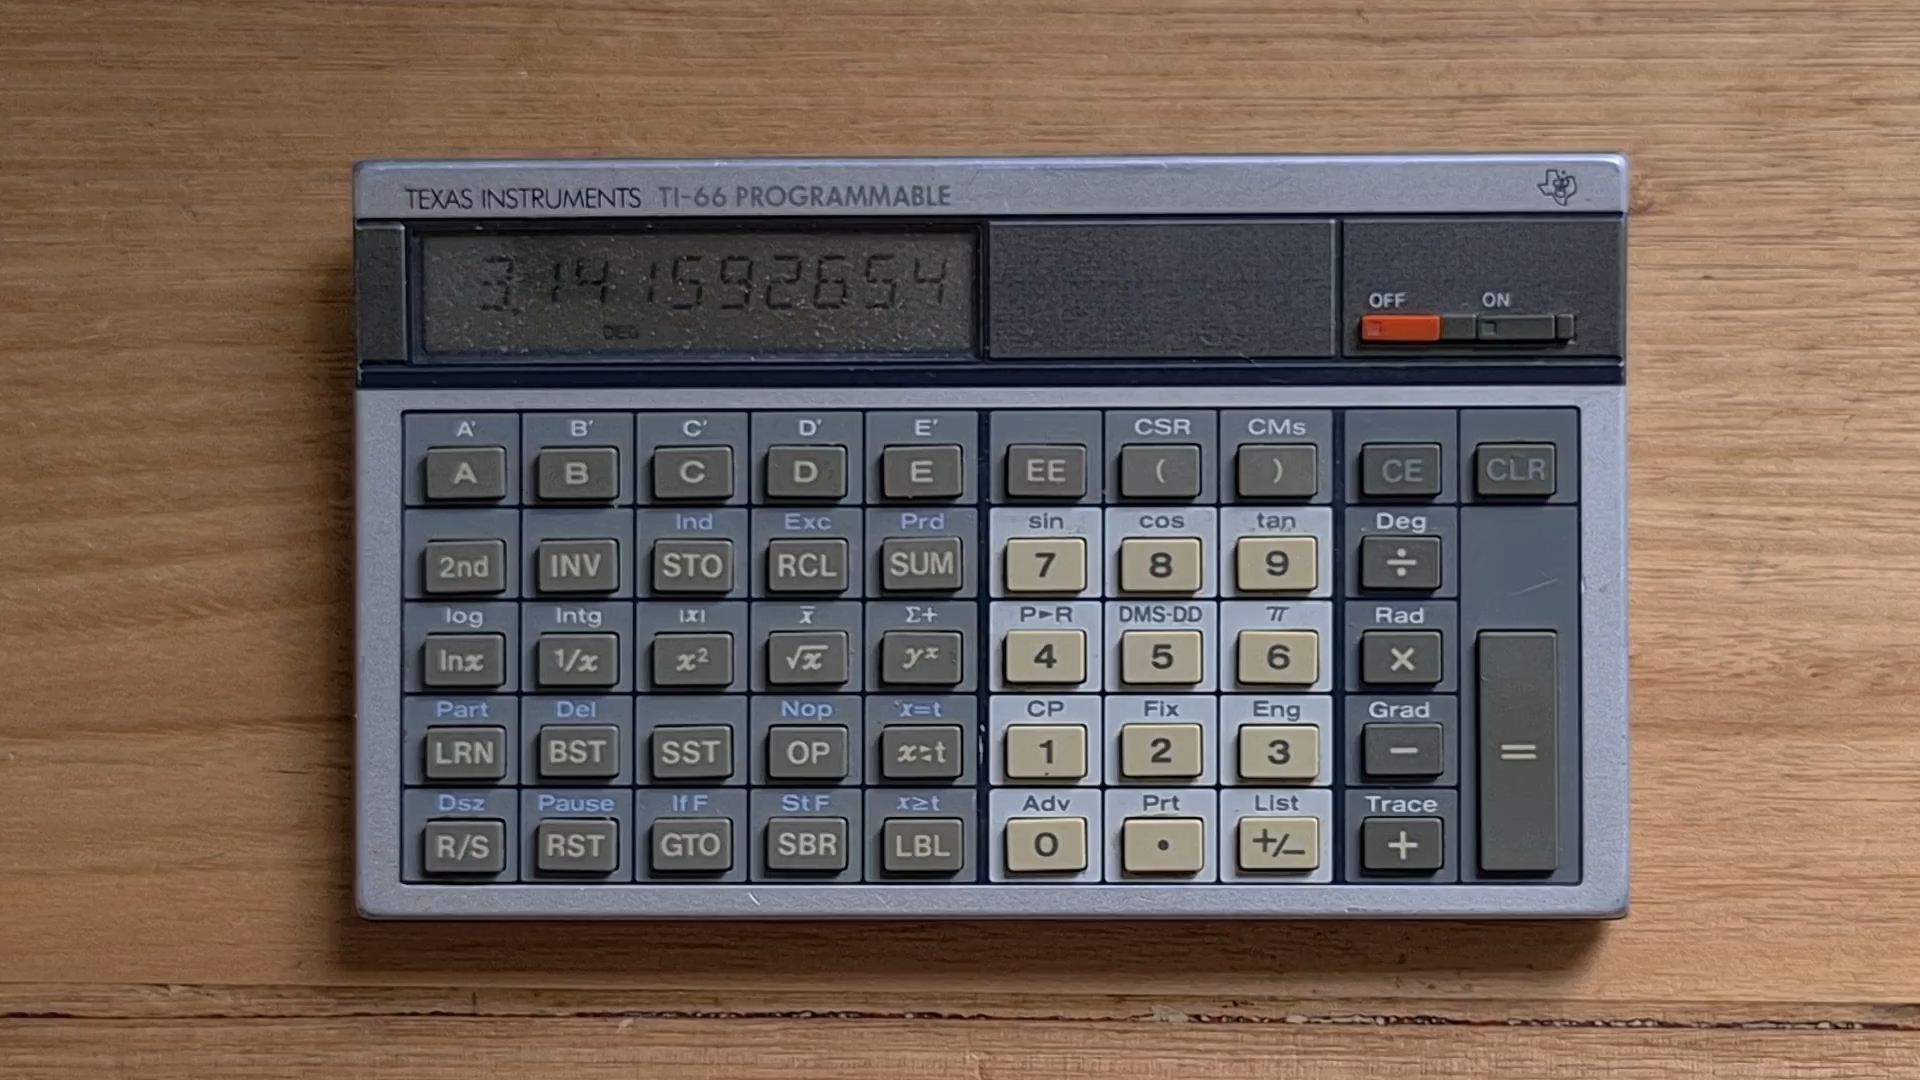 TEXAS INSTRUMENTS TI-66 PROGRAMMABLE
3.141592654
DEG
OFF ON
A' B' C' D' E' CSR CMs
A B C D E EE ( ) CE CLR
Ind Exc Prd sin cos tan Deg
2nd INV STO RCL SUM 7 8 9 ÷
log Intg |x| x̄ Σ+ P►R DMS-DD π Rad
lnx 1/x x² √x yˣ 4 5 6 ×
Part Del Nop x=t CP Fix Eng Grad
LRN BST SST OP x:t 1 2 3 − =
Dsz Pause If F St F x≥t Adv Prt List Trace
R/S RST GTO SBR LBL 0 • +/− +